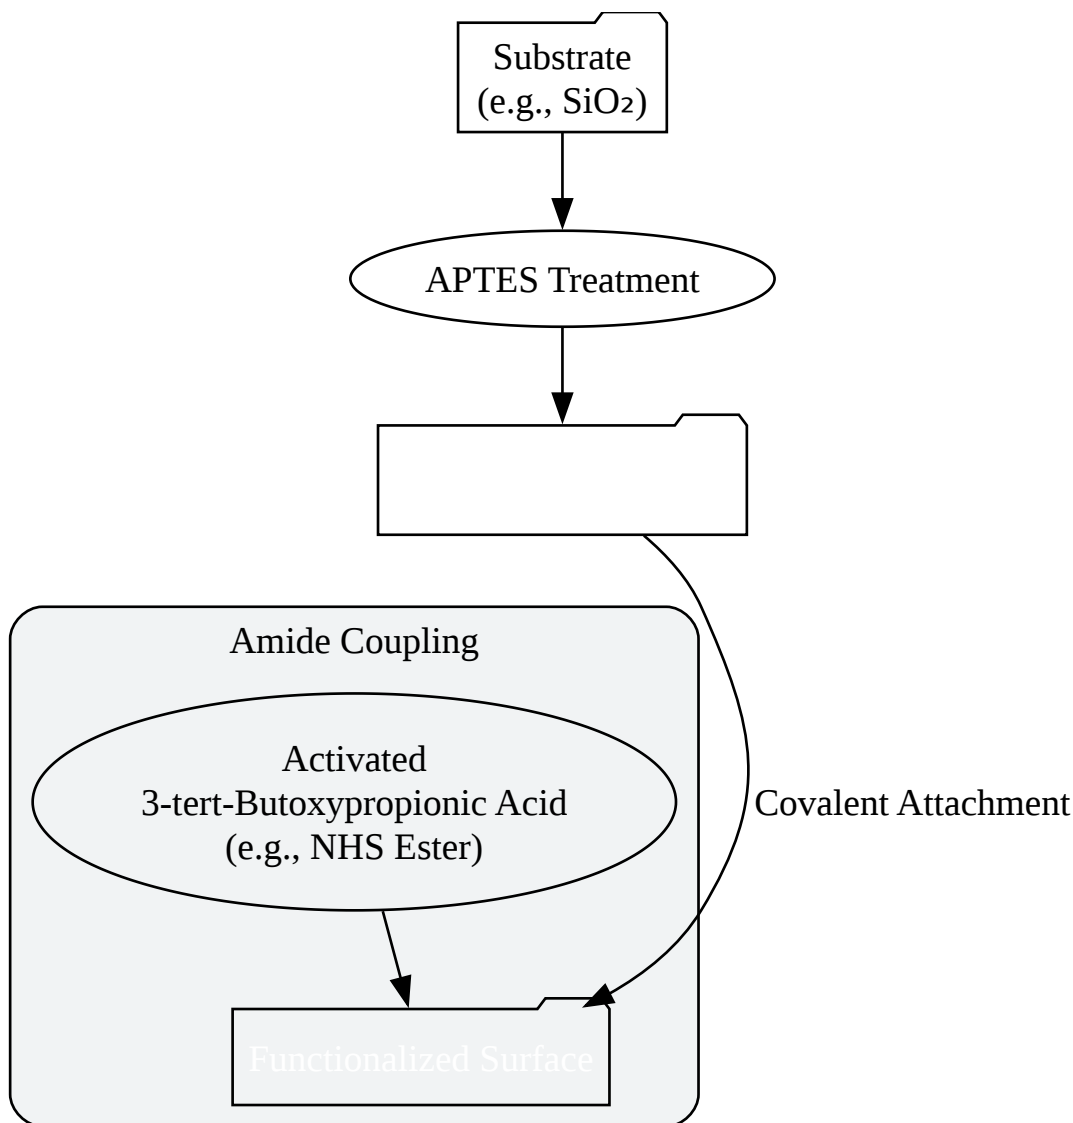 Substrate
(e.g., SiO₂)
APTES Treatment
Amide Coupling
Activated
3-tert-Butoxypropionic Acid
(e.g., NHS Ester)
Covalent Attachment
Functionalized Surface